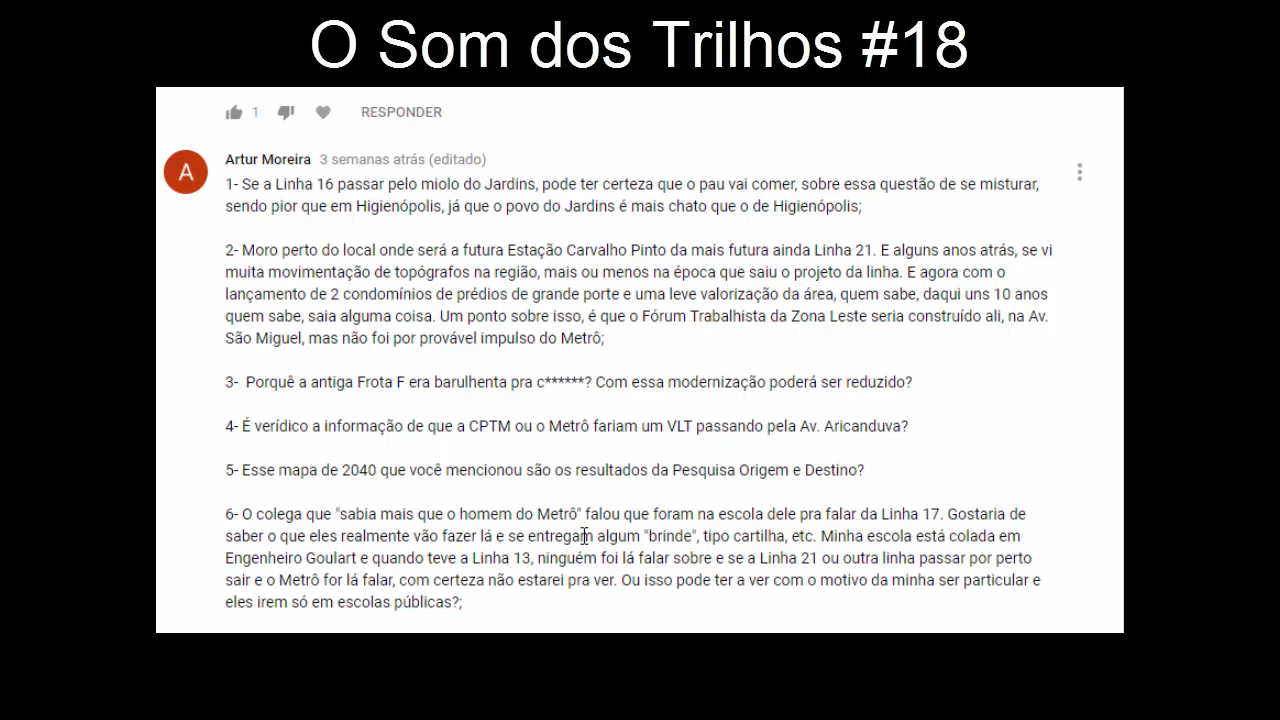 O Som dos Trilhos #18
1
RESPONDER
A
Artur Moreira 3 semanas atrás (editado)
1- Se a Linha 16 passar pelo miolo do Jardins, pode ter certeza que o pau vai comer, sobre essa questão de se misturar,
sendo pior que em Higienópolis, já que o povo do Jardins é mais chato que o de Higienópolis;
2- Moro perto do local onde será a futura Estação Carvalho Pinto da mais futura ainda Linha 21. E alguns anos atrás, se vi
muita movimentação de topógrafos na região, mais ou menos na época que saiu o projeto da linha. E agora com o
lançamento de 2 condomínios de prédios de grande porte e uma leve valorização da área, quem sabe, daqui uns 10 anos
quem sabe, saia alguma coisa. Um ponto sobre isso, é que o Fórum Trabalhista da Zona Leste seria construído ali, na Av.
São Miguel, mas não foi por provável impulso do Metrô;
3- Porquê a antiga Frota F era barulhenta pra c******? Com essa modernização poderá ser reduzido?
4- É verídico a informação de que a CPTM ou o Metrô fariam um VLT passando pela Av. Aricanduva?
5- Esse mapa de 2040 que você mencionou são os resultados da Pesquisa Origem e Destino?
6- O colega que "sabia mais que o homem do Metrô" falou que foram na escola dele pra falar da Linha 17. Gostaria de
saber o que eles realmente vão fazer lá e se entregam algum "brinde", tipo cartilha, etc. Minha escola está colada em
Engenheiro Goulart e quando teve a Linha 13, ninguém foi lá falar sobre e se a Linha 21 ou outra linha passar por perto
sair e o Metrô for lá falar, com certeza não estarei pra ver. Ou isso pode ter a ver com o motivo da minha ser particular e
eles irem só em escolas públicas?;